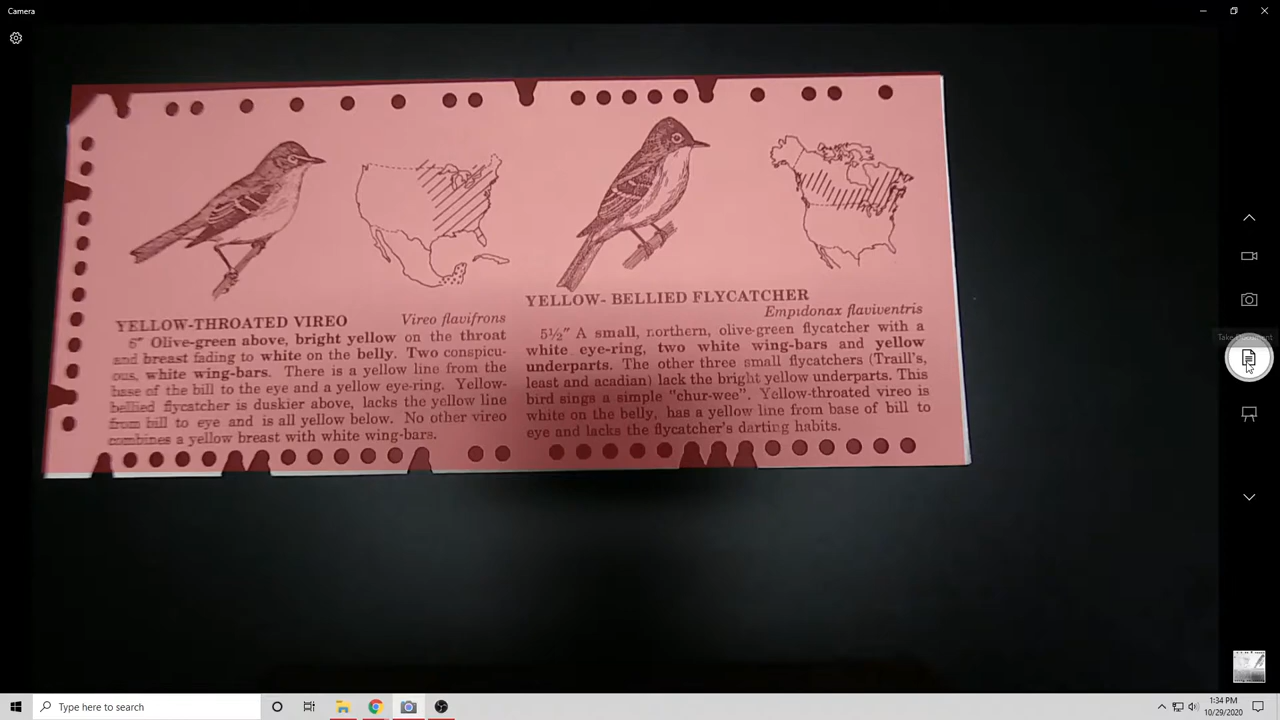 Camera
YELLOW-THROATED VIREO Vireo flavifrons
6" Olive-green above, bright yellow on the throat
and breast fading to white on the belly. Two conspicu-
ous, white wing-bars. There is a yellow line from the
base of the bill to the eye and a yellow eye-ring. Yellow-
bellied flycatcher is duskier above, lacks the yellow line
from bill to eye and is all yellow below. No other vireo
combines a yellow breast with white wing-bars.
YELLOW- BELLIED FLYCATCHER
Empidonax flaviventris
5½" A small, northern, olive-green flycatcher with a
white eye-ring, two white wing-bars and yellow
underparts. The other three small flycatchers (Traill's,
least and acadian) lack the bright yellow underparts. This
bird sings a simple "chur-wee". Yellow-throated vireo is
white on the belly, has a yellow line from base of bill to
eye and lacks the flycatcher's darting habits.
Type here to search
1:34 PM
10/29/2020